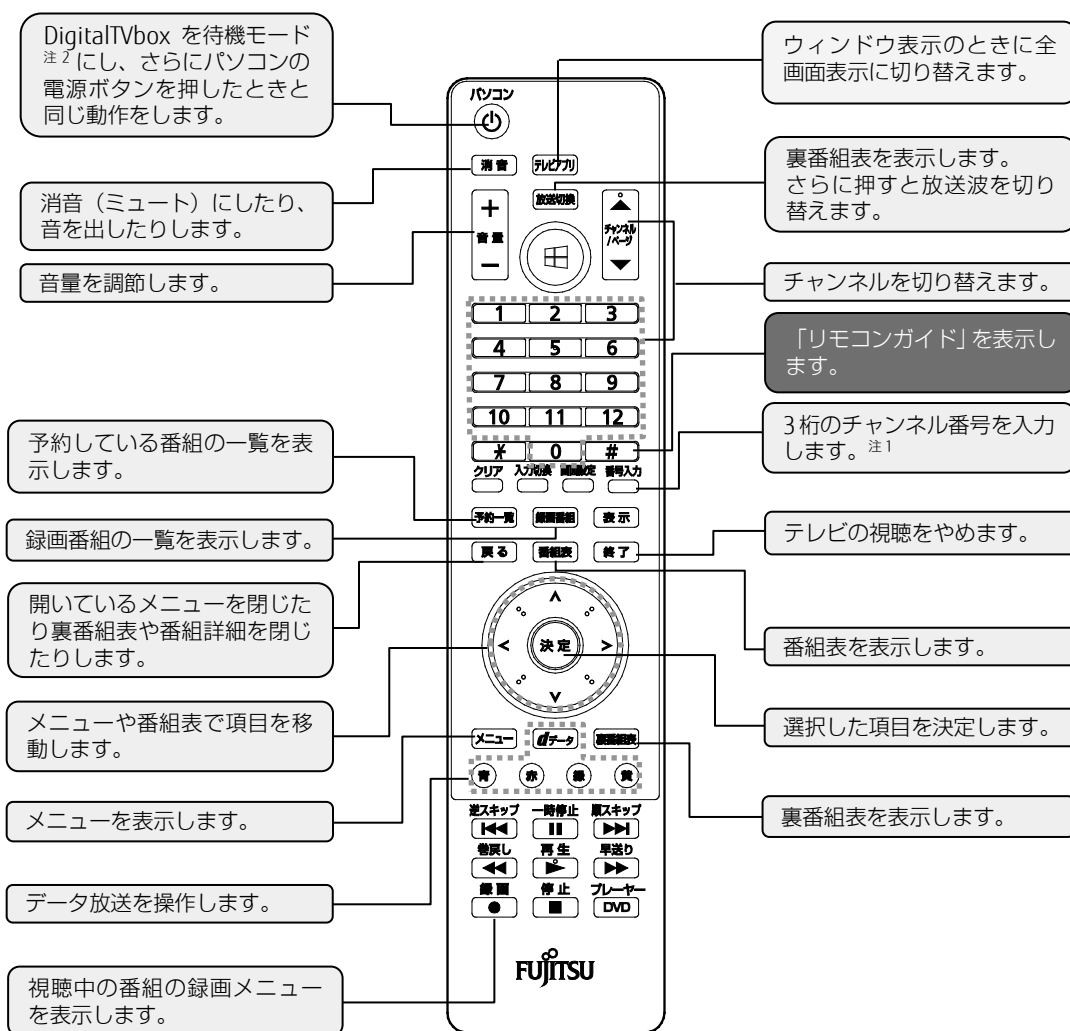 DigitalTVbox を待機モード
注2にし、さらにパソコンの
電源ボタンを押したときと
同じ動作をします。
消音（ミュート）にしたり、
音を出したりします。
音量を調節します。
予約している番組の一覧を表
示します。
録画番組の一覧を表示します。
開いているメニューを閉じた
り裏番組表や番組詳細を閉じ
たりします。
メニューや番組表で項目を移
動します。
メニューを表示します。
データ放送を操作します。
視聴中の番組の録画メニュー
を表示します。
パソコン
消音 テレビアプリ
放送切換
+
音量
−
チャンネル
/ページ
1 2 3
4 5 6
7 8 9
10 11 12
* 0 #
クリア 入力切換 画面設定 番号入力
予約一覧 録画番組 表示
戻る 番組表 終了
決定
メニュー dデータ 裏番組表
青 赤 緑 黄
逆スキップ 一時停止 順スキップ
巻戻し 再生 早送り
録画 停止 プレーヤー
DVD
FUJITSU
ウィンドウ表示のときに全
画面表示に切り替えます。
裏番組表を表示します。
さらに押すと放送波を切り
替えます。
チャンネルを切り替えます。
「リモコンガイド」を表示し
ます。
3桁のチャンネル番号を入力
します。注1
テレビの視聴をやめます。
番組表を表示します。
選択した項目を決定します。
裏番組表を表示します。